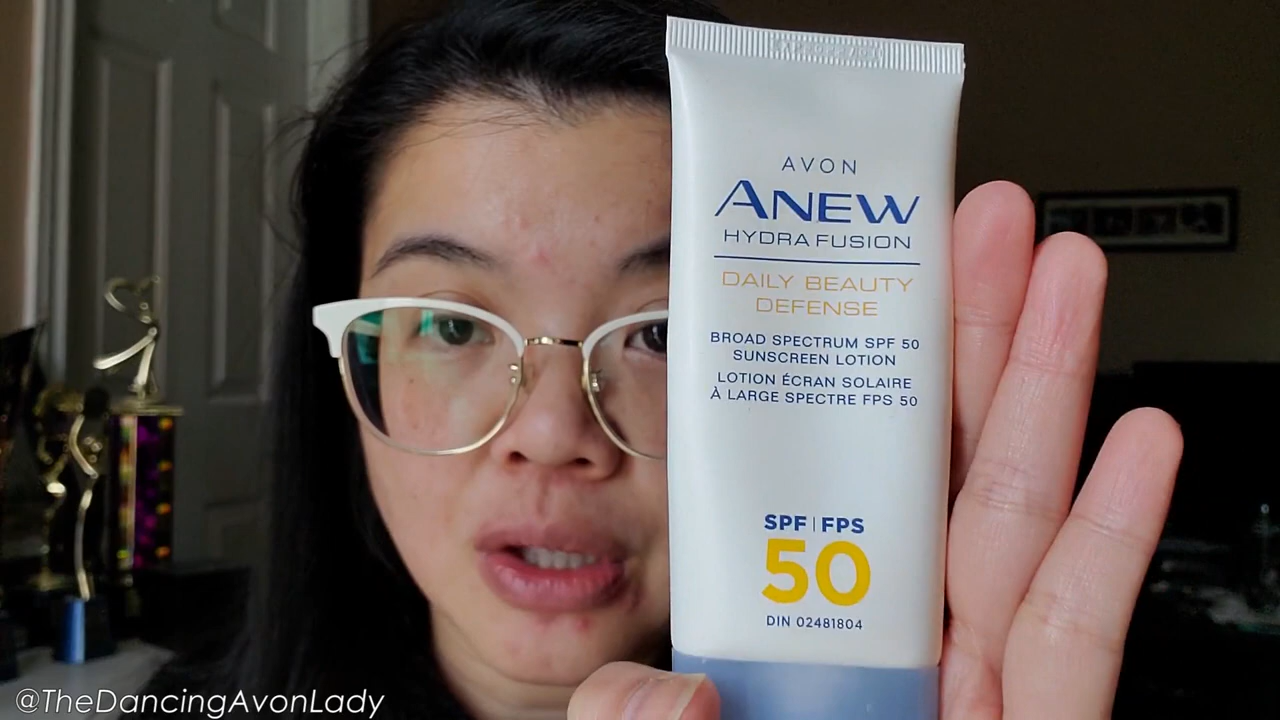 AVON
ANEW
HYDRA FUSION
DAILY BEAUTY
DEFENSE
BROAD SPECTRUM SPF 50
SUNSCREEN LOTION
LOTION ÉCRAN SOLAIRE
À LARGE SPECTRE FPS 50
SPF | FPS
50
DIN 02481804
@TheDancingAvonLady